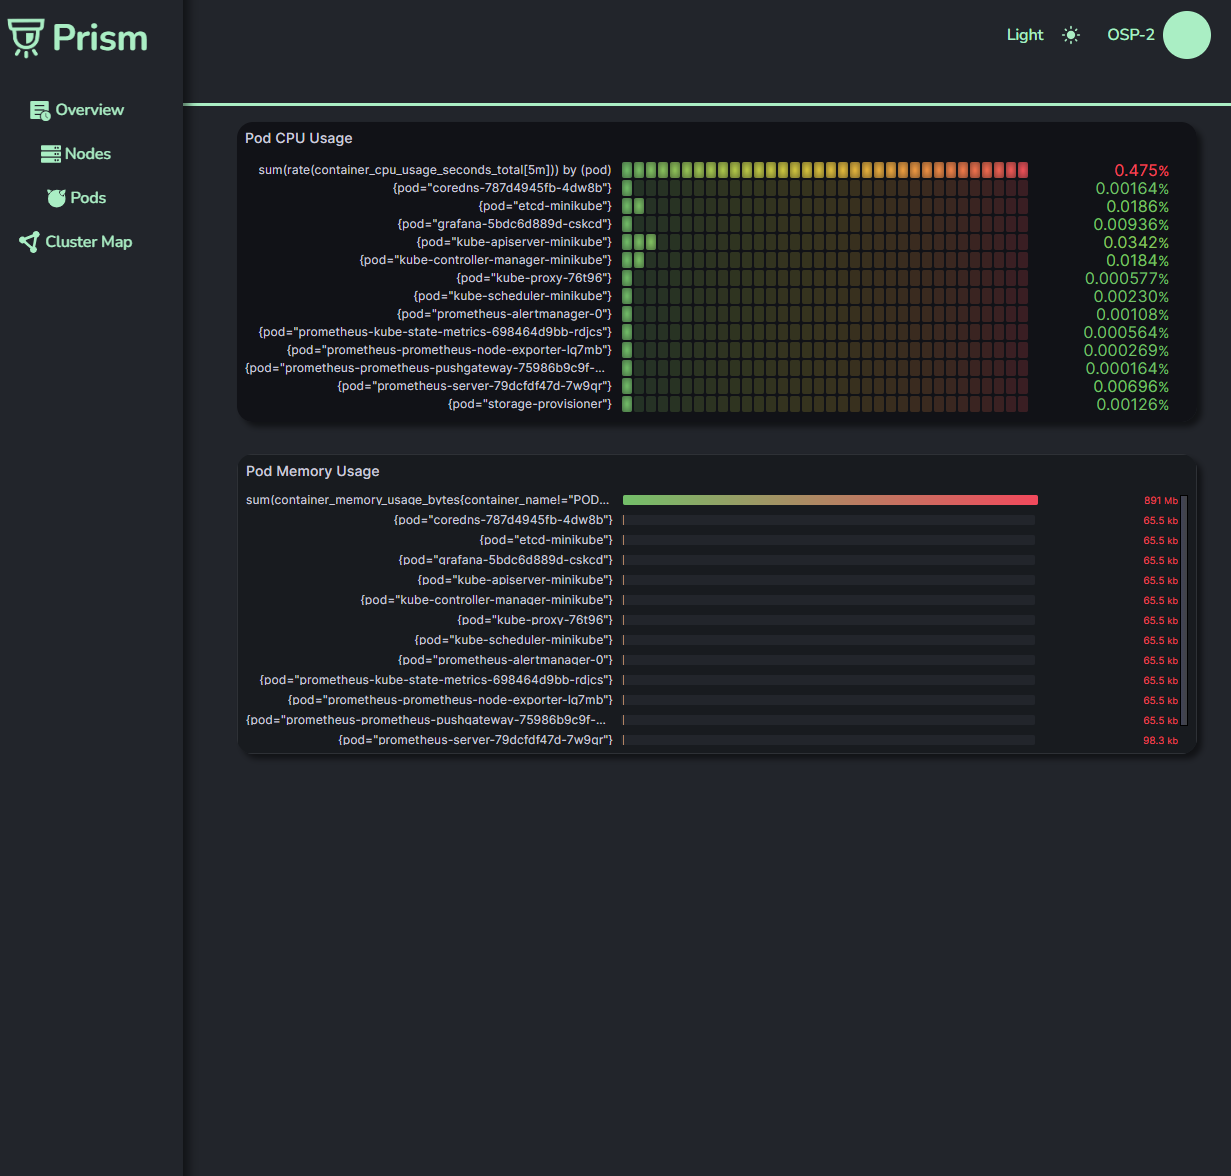 Prism
Light
OSP-2
Overview
Nodes
Pods
Cluster Map
Pod CPU Usage
sum(rate(container_cpu_usage_seconds_total[5m])) by (pod) 0.475%
{pod="coredns-787d4945fb-4dw8b"} 0.00164%
{pod="etcd-minikube"} 0.0186%
{pod="grafana-5bdc6d889d-cskcd"} 0.00936%
{pod="kube-apiserver-minikube"} 0.0342%
{pod="kube-controller-manager-minikube"} 0.0184%
{pod="kube-proxy-76t96"} 0.000577%
{pod="kube-scheduler-minikube"} 0.00230%
{pod="prometheus-alertmanager-0"} 0.00108%
{pod="prometheus-kube-state-metrics-698464d9bb-rdjcs"} 0.000564%
{pod="prometheus-prometheus-node-exporter-lq7mb"} 0.000269%
{pod="prometheus-prometheus-pushgateway-75986b9c9f-... 0.000164%
{pod="prometheus-server-79dcfdf47d-7w9qr"} 0.00696%
{pod="storage-provisioner"} 0.00126%
Pod Memory Usage
sum(container_memory_usage_bytes{container_name!="POD... 891 Mb
{pod="coredns-787d4945fb-4dw8b"} 65.5 kb
{pod="etcd-minikube"} 65.5 kb
{pod="grafana-5bdc6d889d-cskcd"} 65.5 kb
{pod="kube-apiserver-minikube"} 65.5 kb
{pod="kube-controller-manager-minikube"} 65.5 kb
{pod="kube-proxy-76t96"} 65.5 kb
{pod="kube-scheduler-minikube"} 65.5 kb
{pod="prometheus-alertmanager-0"} 65.5 kb
{pod="prometheus-kube-state-metrics-698464d9bb-rdjcs"} 65.5 kb
{pod="prometheus-prometheus-node-exporter-lq7mb"} 65.5 kb
{pod="prometheus-prometheus-pushgateway-75986b9c9f-... 65.5 kb
{pod="prometheus-server-79dcfdf47d-7w9qr"} 98.3 kb